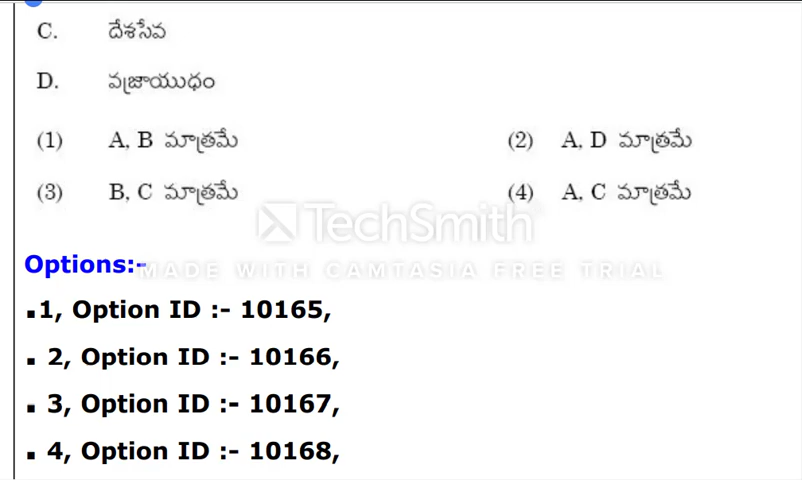 C. దేశసేవ
D. వజ్రాయుధం
(1) A, B మాత్రమే (2) A, D మాత్రమే
(3) B, C మాత్రమే (4) A, C మాత్రమే
TechSmith
MADE WITH CAMTASIA FREE TRIAL
Options:-
▪1, Option ID :- 10165,
▪ 2, Option ID :- 10166,
▪ 3, Option ID :- 10167,
▪ 4, Option ID :- 10168,